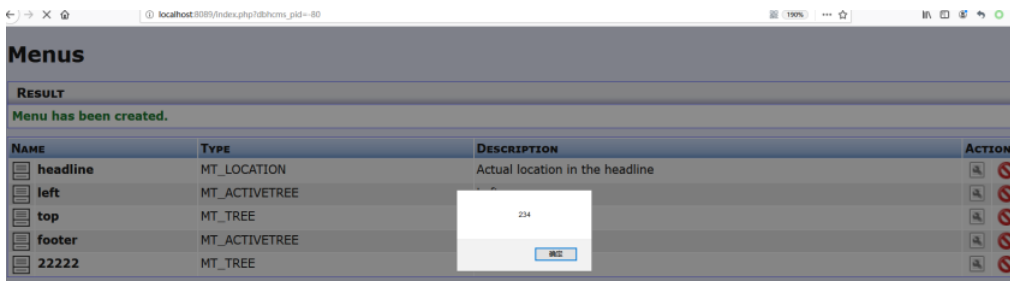 localhost:8089/index.php?dbhcms_pid=-80
190%
Menus
RESULT
Menu has been created.
NAME TYPE DESCRIPTION ACTION
headline MT_LOCATION Actual location in the headline
left MT_ACTIVETREE
top MT_TREE
footer MT_ACTIVETREE
22222 MT_TREE
234
确定